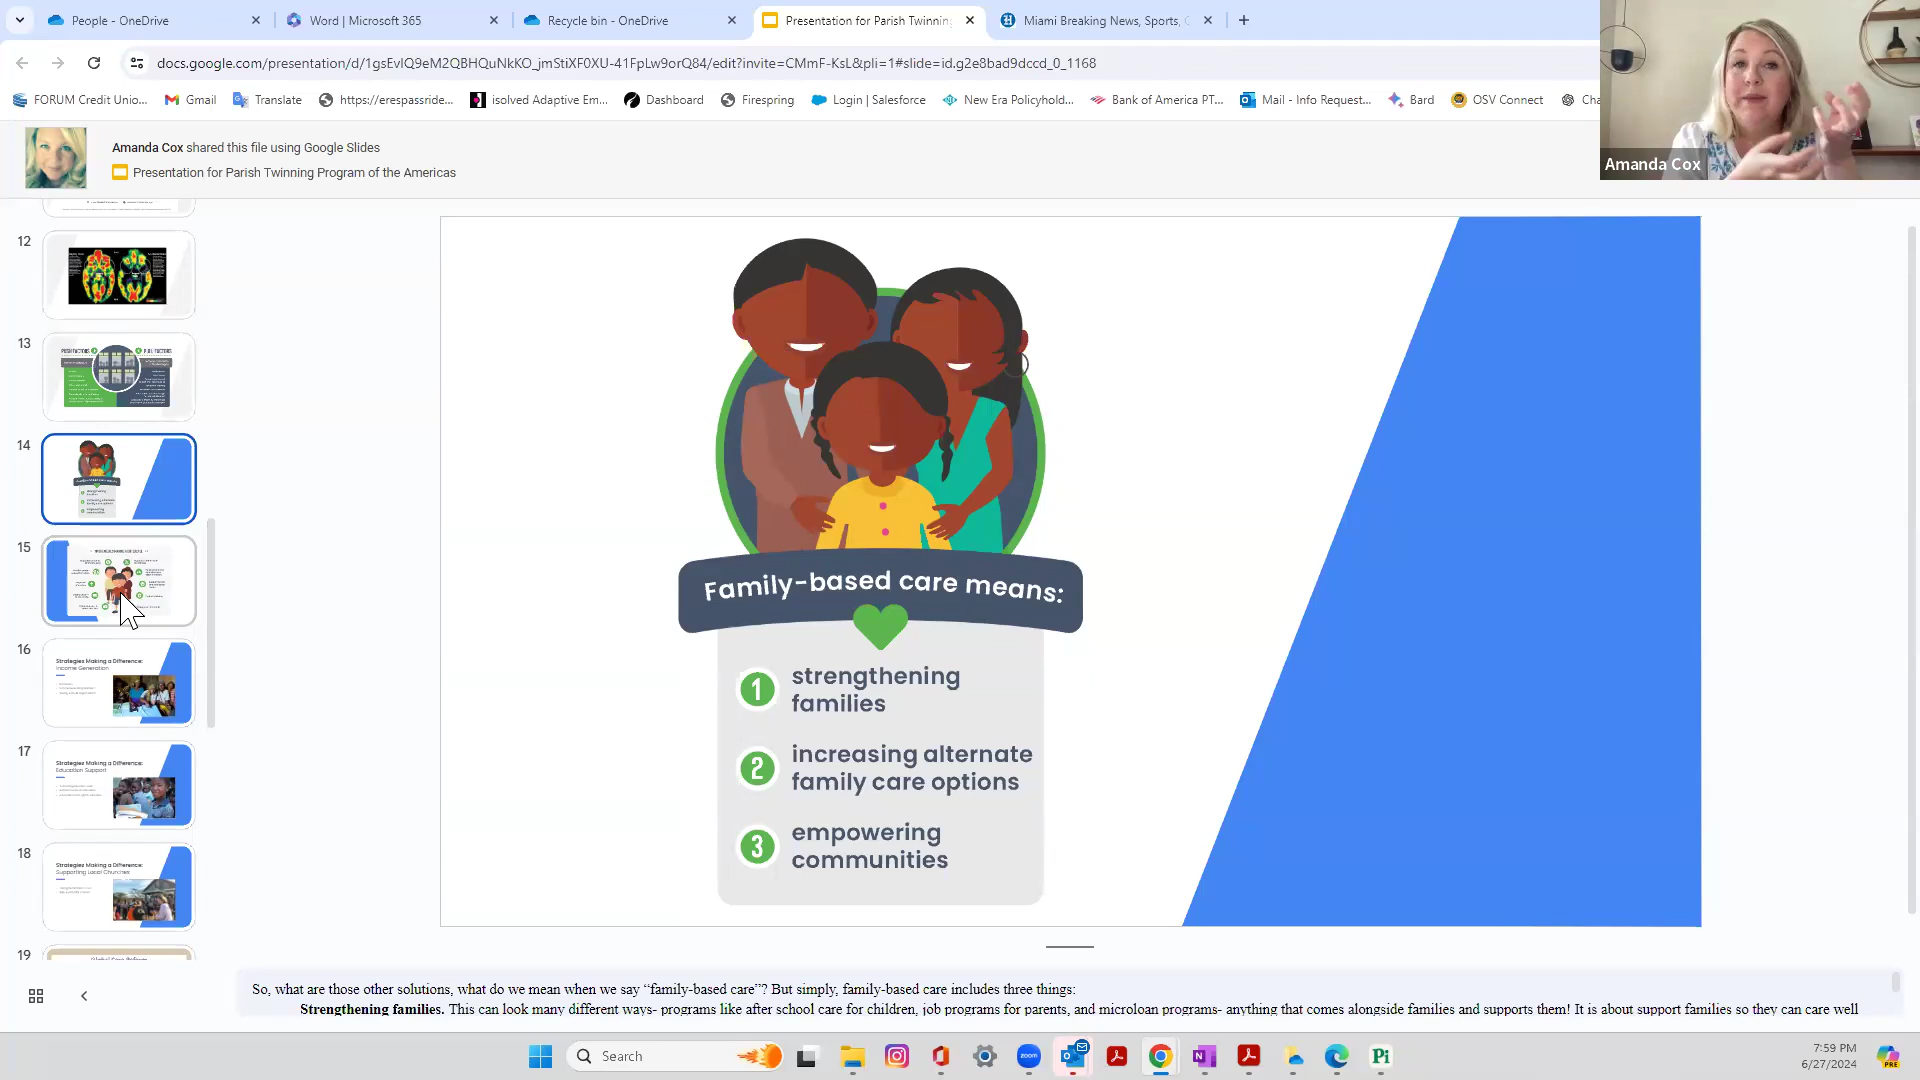 People - OneDrive
Word | Microsoft 365
Recycle bin - OneDrive
Presentation for Parish Twinning
Miami Breaking News, Sports,
docs.google.com/presentation/d/1gsEvlQ9eM2QBHQuNkKO_jmStiXF0XU-41FpLw9orQ84/edit?invite=CMmF-KsL&pli=1#slide=id.g2e8bad9dccd_0_1168
FORUM Credit Unio...
Gmail
Translate
https://erespassride...
isolved Adaptive Em...
Dashboard
Firespring
Login | Salesforce
New Era Policyhold...
Bank of America PT...
Mail - Info Request...
Bard
OSV Connect
Amanda Cox shared this file using Google Slides
Presentation for Parish Twinning Program of the Americas
Amanda Cox
12
13
PUSH FACTORS
PULL FACTORS
14
15
16
Strategies Making a Difference:
Income Generation
17
Strategies Making a Difference:
Education Support
18
Strategies Making a Difference:
Supporting Local Churches
19
Family-based care means:
1 strengthening
families
2 increasing alternate
family care options
3 empowering
communities
So, what are those other solutions, what do we mean when we say “family-based care”? But simply, family-based care includes three things:
Strengthening families. This can look many different ways- programs like after school care for children, job programs for parents, and microloan programs- anything that comes alongside families and supports them! It is about support families so they can care well
Search
zoom
7:59 PM
6/27/2024
PRE